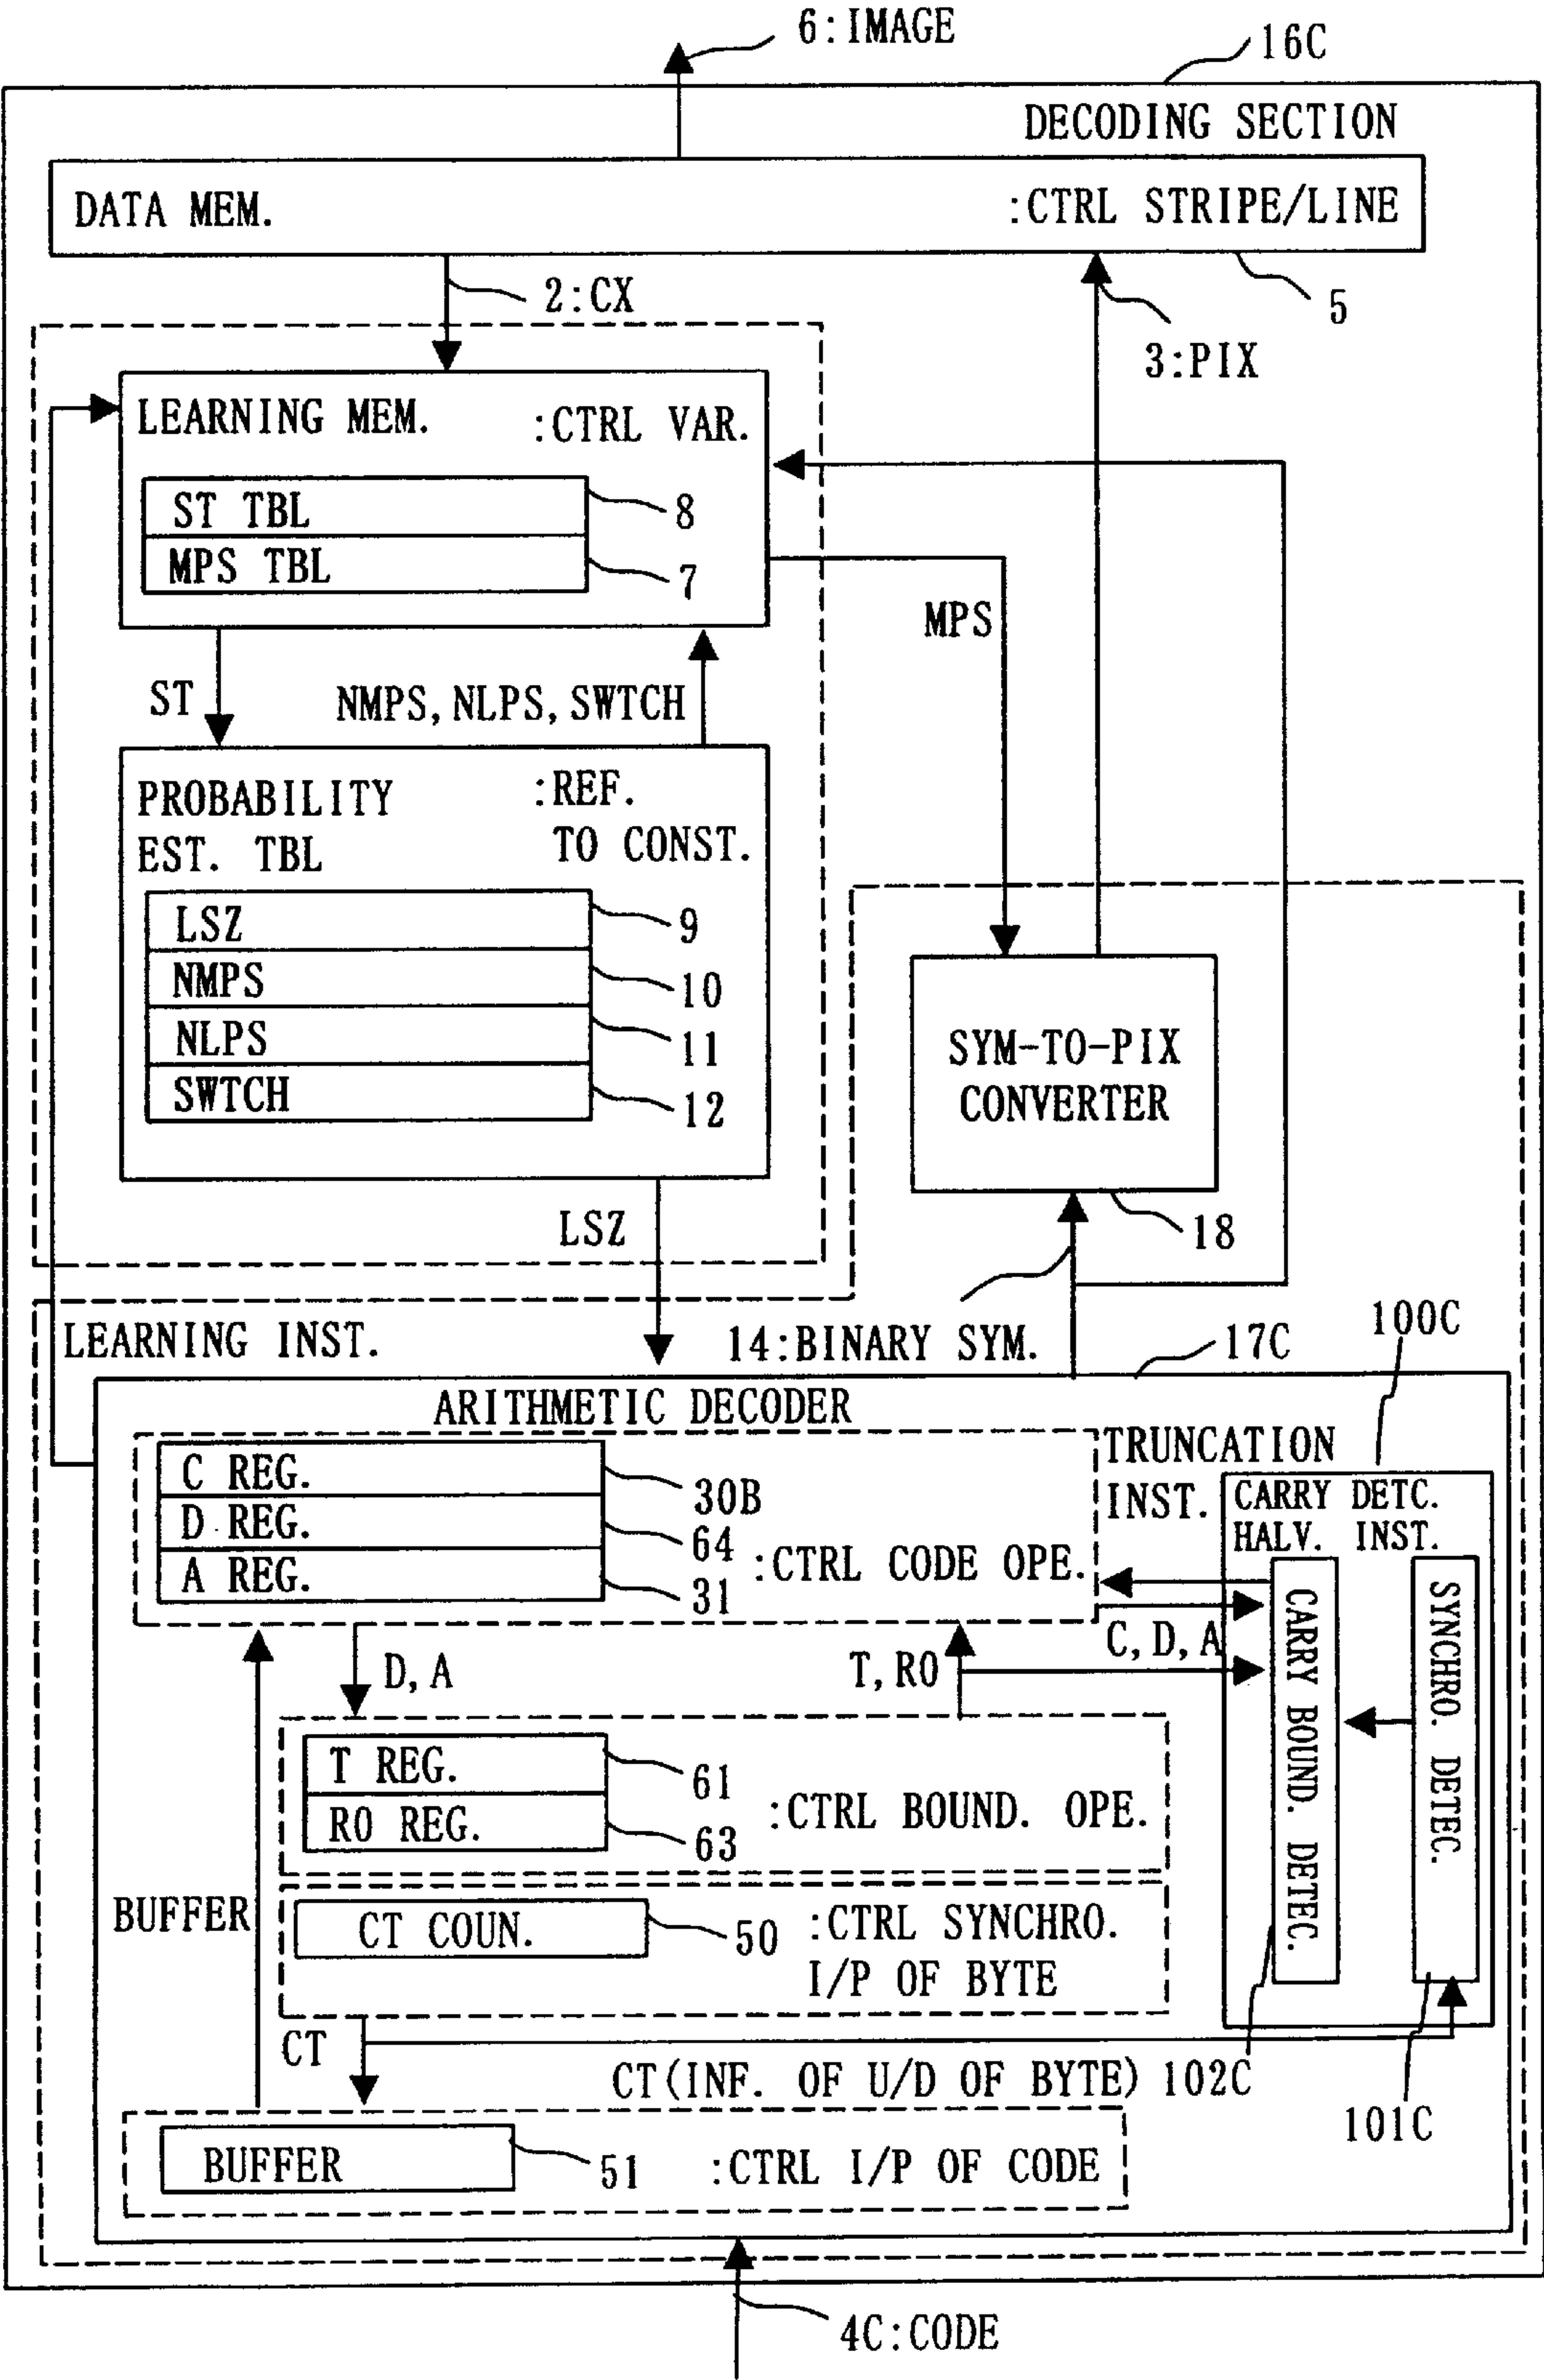 6:IMAGE
16C
DECODING SECTION
DATA MEM. :CTRL STRIPE/LINE
2:CX
5
3:PIX
LEARNING MEM. :CTRL VAR.
ST TBL
8
MPS TBL
7
MPS
ST
NMPS, NLPS, SWTCH
PROBABILITY
EST. TBL
:REF.
TO CONST.
LSZ
9
NMPS
10
NLPS
11
SWTCH
12
SYM-TO-PIX
CONVERTER
18
LSZ
LEARNING INST.
14:BINARY SYM.
17C
100C
ARITHMETIC DECODER
C REG.
30B
D REG.
64
A REG.
31
:CTRL CODE OPE.
TRUNCATION
INST.
CARRY DETC.
HALV. INST.
C, D, A
D, A
T, R0
T REG.
61
R0 REG.
63
:CTRL BOUND. OPE.
CARRY BOUND. DETEC.
SYNCHRO. DETEC.
BUFFER
CT COUN.
50
:CTRL SYNCHRO.
I/P OF BYTE
CT
CT(INF. OF U/D OF BYTE)
102C
101C
BUFFER
51
:CTRL I/P OF CODE
4C:CODE